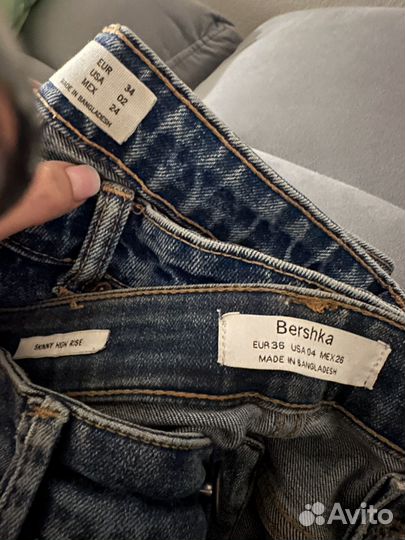 EUR 34
USA 02
MEX 24
MADE IN BANGLADESH
SKINNY HIGH RISE
Bershka
EUR 36 USA 04 MEX 26
MADE IN BANGLADESH
Avito